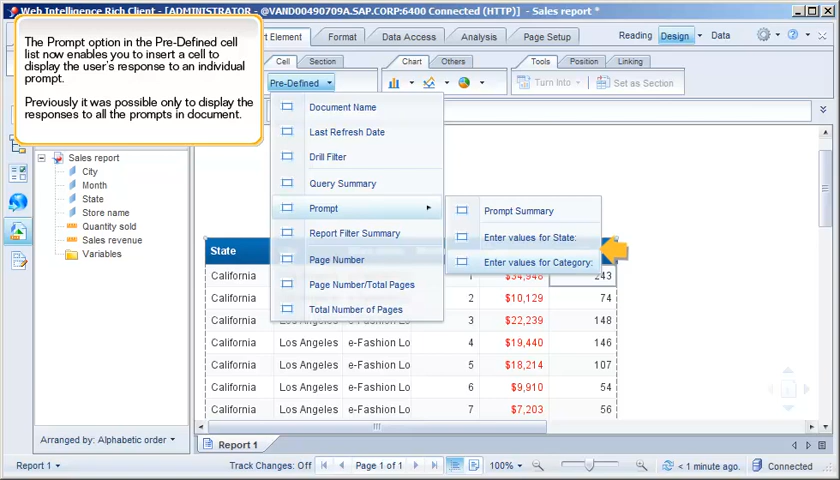 Web Intelligence Rich Client - [ADMINISTRATOR - @VAND00490709A.SAP.CORP:6400 Connected (HTTP)] - Sales report *
The Prompt option in the Pre-Defined cell
list now enables you to insert a cell to
display the user's response to an individual
prompt.
Previously it was possible only to display the
responses to all the prompts in document.
Element
Format
Data Access
Analysis
Page Setup
Reading
Design
Cell
Section
Chart
Others
Tools
Position
Linking
Pre-Defined
Turn Into
Set as Section
Document Name
Last Refresh Date
Drill Filter
Query Summary
Prompt
Report Filter Summary
Page Number
Page Number/Total Pages
Total Number of Pages
Prompt Summary
Enter values for State:
Enter values for Category:
Sales report
City
Month
State
Store name
Quantity sold
Sales revenue
Variables
Arranged by: Alphabetic order
State
California 1 $34,948 243
California $10,129 74
California 3 $22,239 148
California Los Angeles e-Fashion Lo 4 $19,440 146
California Los Angeles e-Fashion Lo 5 $18,214 107
California Los Angeles e-Fashion Lo 6 $9,910 54
California Los Angeles e-Fashion Lo 7 $7,203 56
Report 1
Report 1
Track Changes: Off
Page 1 of 1
100%
< 1 minute ago.
Connected